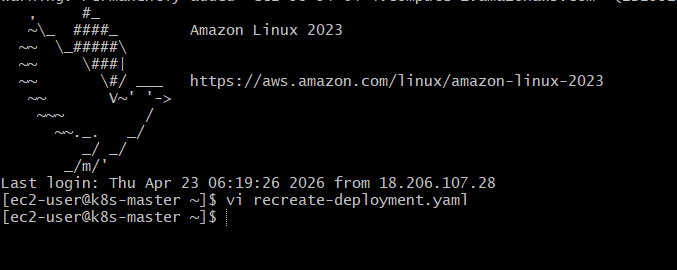 ,     #_
   ~\_  ####_        Amazon Linux 2023
  ~~  \_#####\
  ~~     \###|
  ~~       \#/ ___   https://aws.amazon.com/linux/amazon-linux-2023
   ~~       V~' '->
    ~~~         /
      ~~._.   _/
         _/ _/
       _/m/'
Last login: Thu Apr 23 06:19:26 2026 from 18.206.107.28
[ec2-user@k8s-master ~]$ vi recreate-deployment.yaml
[ec2-user@k8s-master ~]$